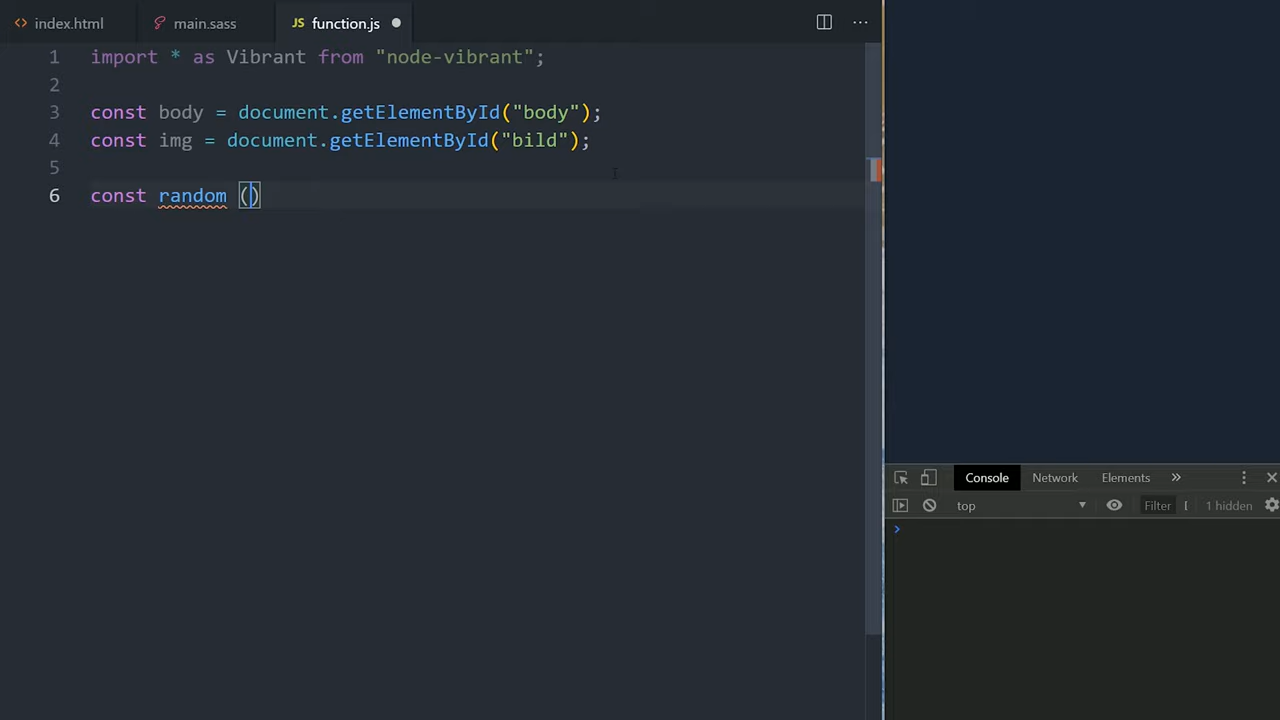 index.html
main.sass
JS function.js
1 import * as Vibrant from "node-vibrant";
2
3 const body = document.getElementById("body");
4 const img = document.getElementById("bild");
5
6 const random ()
Console Network Elements »
top Filter [ 1 hidden